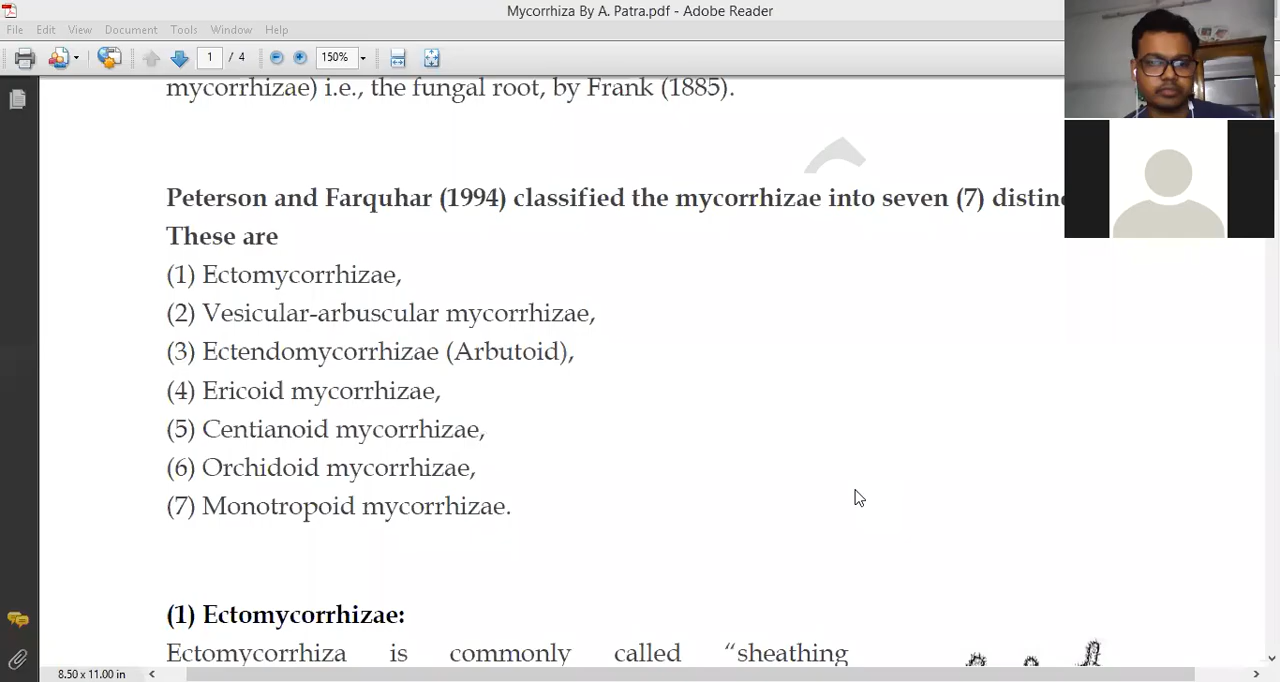 Mycorrhiza By A. Patra.pdf - Adobe Reader
File Edit View Document Tools Window Help
1 / 4 150%
mycorrhizae) i.e., the fungal root, by Frank (1885).
Peterson and Farquhar (1994) classified the mycorrhizae into seven (7)
These are
(1) Ectomycorrhizae,
(2) Vesicular-arbuscular mycorrhizae,
(3) Ectendomycorrhizae (Arbutoid),
(4) Ericoid mycorrhizae,
(5) Centianoid mycorrhizae,
(6) Orchidoid mycorrhizae,
(7) Monotropoid mycorrhizae.
(1) Ectomycorrhizae:
Ectomycorrhiza is commonly called “sheathing
8.50 x 11.00 in